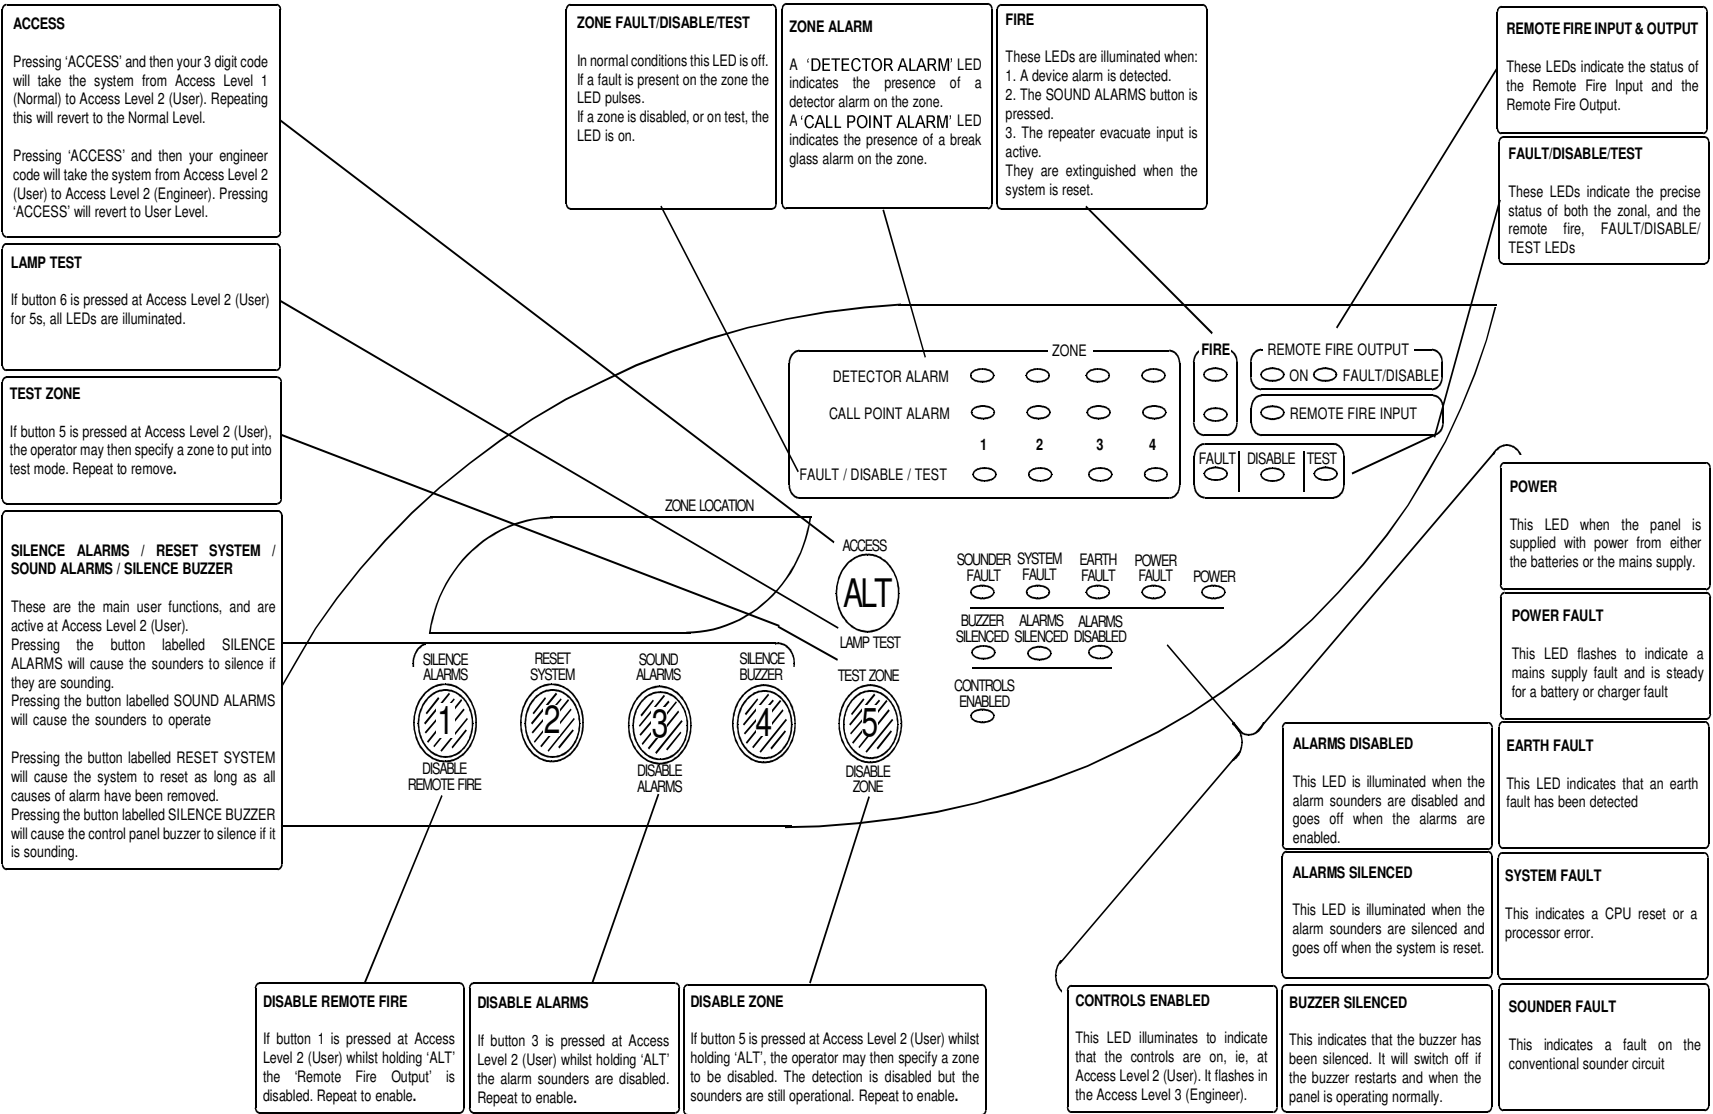 ACCESS
Pressing ‘ACCESS’ and then your 3 digit code
will take the system from Access Level 1
(Normal) to Access Level 2 (User). Repeating
this will revert to the Normal Level.
Pressing ‘ACCESS’ and then your engineer
code will take the system from Access Level 2
(User) to Access Level 2 (Engineer). Pressing
‘ACCESS’ will revert to User Level.
LAMP TEST
If button 6 is pressed at Access Level 2 (User)
for 5s, all LEDs are illuminated.
TEST ZONE
If button 5 is pressed at Access Level 2 (User),
the operator may then specify a zone to put into
test mode. Repeat to remove.
SILENCE ALARMS / RESET SYSTEM /
SOUND ALARMS / SILENCE BUZZER
These are the main user functions, and are
active at Access Level 2 (User).
Pressing the button labelled SILENCE
ALARMS will cause the sounders to silence if
they are sounding.
Pressing the button labelled SOUND ALARMS
will cause the sounders to operate
Pressing the button labelled RESET SYSTEM
will cause the system to reset as long as all
causes of alarm have been removed.
Pressing the button labelled SILENCE BUZZER
will cause the control panel buzzer to silence if it
is sounding.
ZONE FAULT/DISABLE/TEST
In normal conditions this LED is off.
If a fault is present on the zone the
LED pulses.
If a zone is disabled, or on test, the
LED is on.
ZONE ALARM
A ‘DETECTOR ALARM’ LED
indicates the presence of a
detector alarm on the zone.
A ‘CALL POINT ALARM’ LED
indicates the presence of a break
glass alarm on the zone.
FIRE
These LEDs are illuminated when:
1. A device alarm is detected.
2. The SOUND ALARMS button is
pressed.
3. The repeater evacuate input is
active.
They are extinguished when the
system is reset.
REMOTE FIRE INPUT & OUTPUT
These LEDs indicate the status of
the Remote Fire Input and the
Remote Fire Output.
FAULT/DISABLE/TEST
These LEDs indicate the precise
status of both the zonal, and the
remote fire, FAULT/DISABLE/
TEST LEDs
ZONE
DETECTOR ALARM
CALL POINT ALARM
1 2 3 4
FAULT / DISABLE / TEST
FIRE
REMOTE FIRE OUTPUT
ON FAULT/DISABLE
REMOTE FIRE INPUT
FAULT DISABLE TEST
ZONE LOCATION
ACCESS
ALT
LAMP TEST
SOUNDER
FAULT
SYSTEM
FAULT
EARTH
FAULT
POWER
FAULT
POWER
BUZZER
SILENCED
ALARMS
SILENCED
ALARMS
DISABLED
CONTROLS
ENABLED
SILENCE
ALARMS
1
DISABLE
REMOTE FIRE
RESET
SYSTEM
2
SOUND
ALARMS
3
DISABLE
ALARMS
SILENCE
BUZZER
4
TEST ZONE
5
DISABLE
ZONE
POWER
This LED when the panel is
supplied with power from either
the batteries or the mains supply.
POWER FAULT
This LED flashes to indicate a
mains supply fault and is steady
for a battery or charger fault
ALARMS DISABLED
This LED is illuminated when the
alarm sounders are disabled and
goes off when the alarms are
enabled.
EARTH FAULT
This LED indicates that an earth
fault has been detected
ALARMS SILENCED
This LED is illuminated when the
alarm sounders are silenced and
goes off when the system is reset.
SYSTEM FAULT
This indicates a CPU reset or a
processor error.
DISABLE REMOTE FIRE
If button 1 is pressed at Access
Level 2 (User) whilst holding ‘ALT’
the ‘Remote Fire Output’ is
disabled. Repeat to enable.
DISABLE ALARMS
If button 3 is pressed at Access
Level 2 (User) whilst holding ‘ALT’
the alarm sounders are disabled.
Repeat to enable.
DISABLE ZONE
If button 5 is pressed at Access Level 2 (User) whilst
holding ‘ALT’, the operator may then specify a zone
to be disabled. The detection is disabled but the
sounders are still operational. Repeat to enable.
CONTROLS ENABLED
This LED illuminates to indicate
that the controls are on, ie, at
Access Level 2 (User). It flashes in
the Access Level 3 (Engineer).
BUZZER SILENCED
This indicates that the buzzer has
been silenced. It will switch off if
the buzzer restarts and when the
panel is operating normally.
SOUNDER FAULT
This indicates a fault on the
conventional sounder circuit